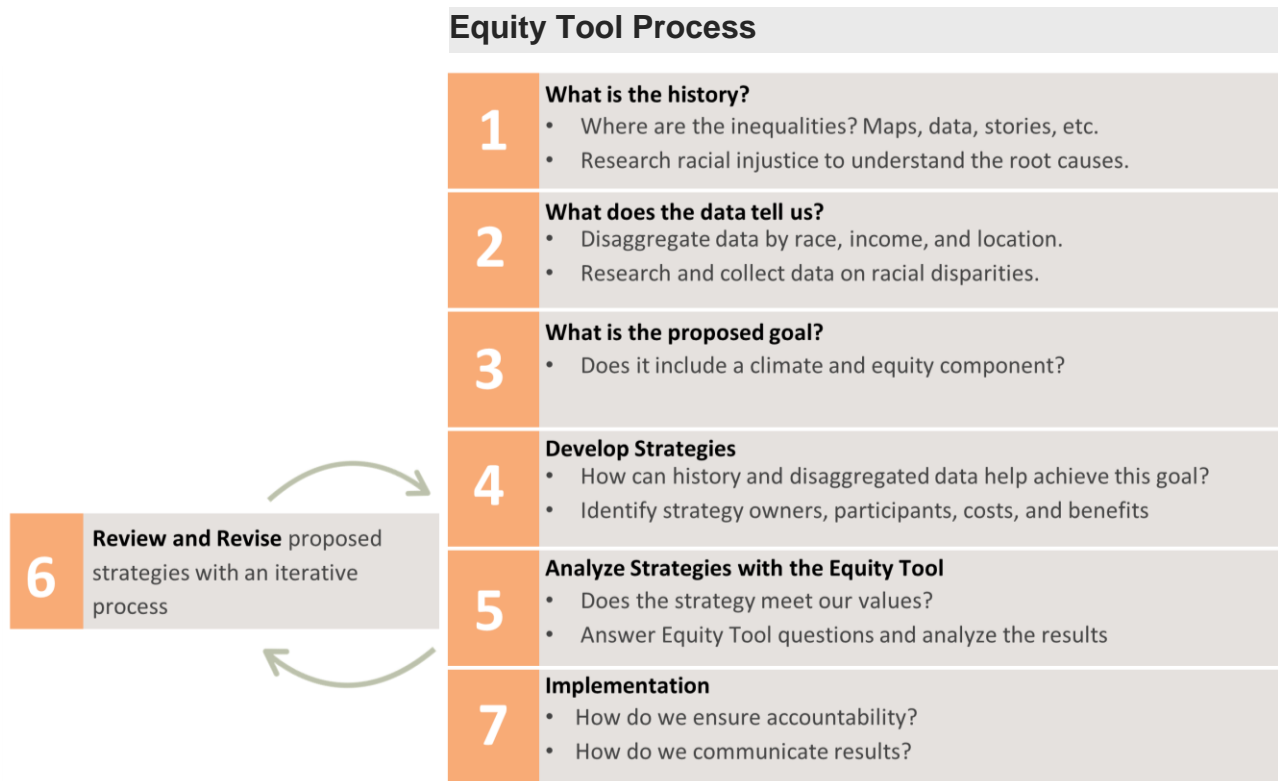 Equity Tool Process
1
What is the history?
• Where are the inequalities? Maps, data, stories, etc.
• Research racial injustice to understand the root causes.
2
What does the data tell us?
• Disaggregate data by race, income, and location.
• Research and collect data on racial disparities.
3
What is the proposed goal?
• Does it include a climate and equity component?
4
Develop Strategies
• How can history and disaggregated data help achieve this goal?
• Identify strategy owners, participants, costs, and benefits
5
Analyze Strategies with the Equity Tool
• Does the strategy meet our values?
• Answer Equity Tool questions and analyze the results
6
Review and Revise proposed
strategies with an iterative
process
7
Implementation
• How do we ensure accountability?
• How do we communicate results?